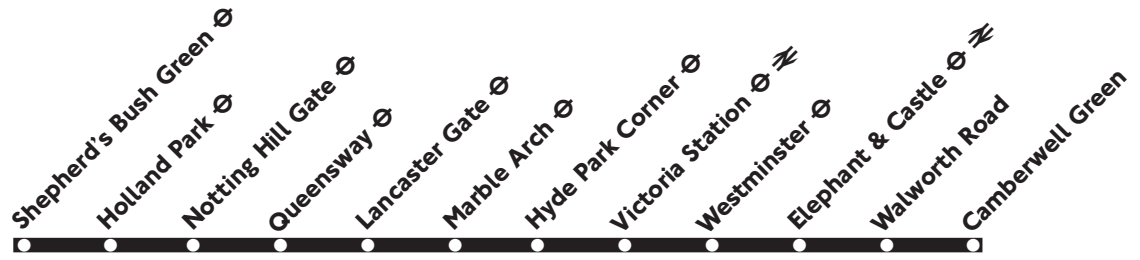 Shepherd's Bush Green
Holland Park
Notting Hill Gate
Queensway
Lancaster Gate
Marble Arch
Hyde Park Corner
Victoria Station
Westminster
Elephant & Castle
Walworth Road
Camberwell Green